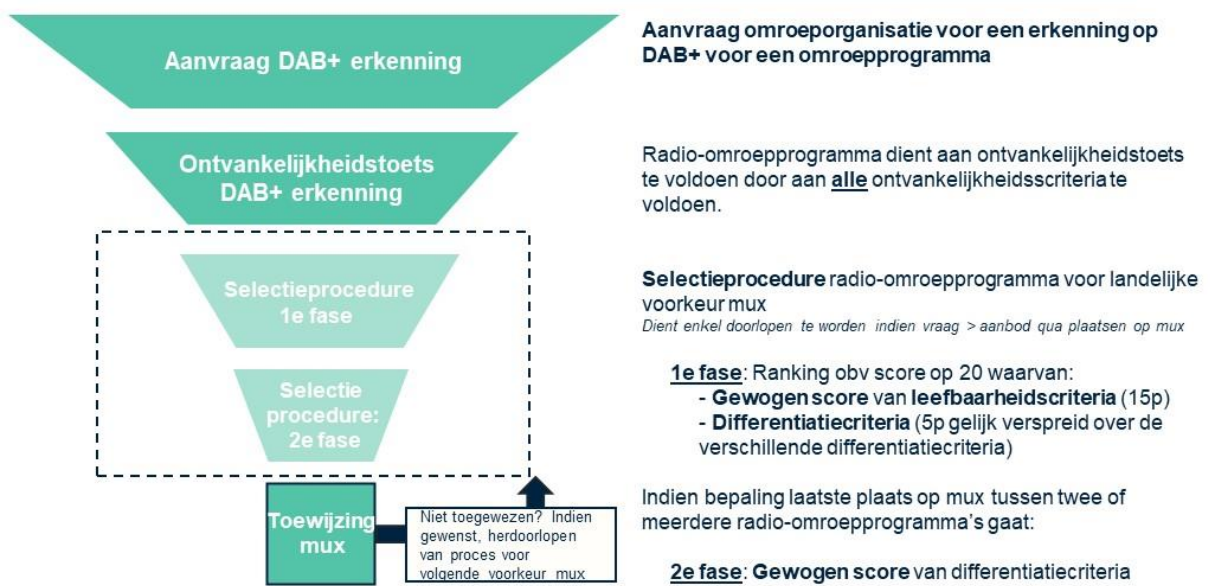 Aanvraag DAB+ erkenning
Aanvraag omroeporganisatie voor een erkenning op
DAB+ voor een omroepprogramma
Ontvankelijkheidstoets
DAB+ erkenning
Radio-omroepprogramma dient aan ontvankelijkheidstoets
te voldoen door aan alle ontvankelijkheidsscriteria te
voldoen.
Selectieprocedure
1e fase
Selectieprocedure radio-omroepprogramma voor landelijke
voorkeur mux
Dient enkel doorlopen te worden indien vraag > aanbod qua plaatsen op mux
Selectie
procedure:
2e fase
1e fase: Ranking obv score op 20 waarvan:
- Gewogen score van leefbaarheidscriteria (15p)
- Differentiatiecriteria (5p gelijk verspreid over de
verschillende differentiatiecriteria)
Toewijzing
mux
Niet toegewezen? Indien
gewenst, herdoorlopen
van proces voor
volgende voorkeur mux
Indien bepaling laatste plaats op mux tussen twee of
meerdere radio-omroepprogramma's gaat:
2e fase: Gewogen score van differentiatiecriteria